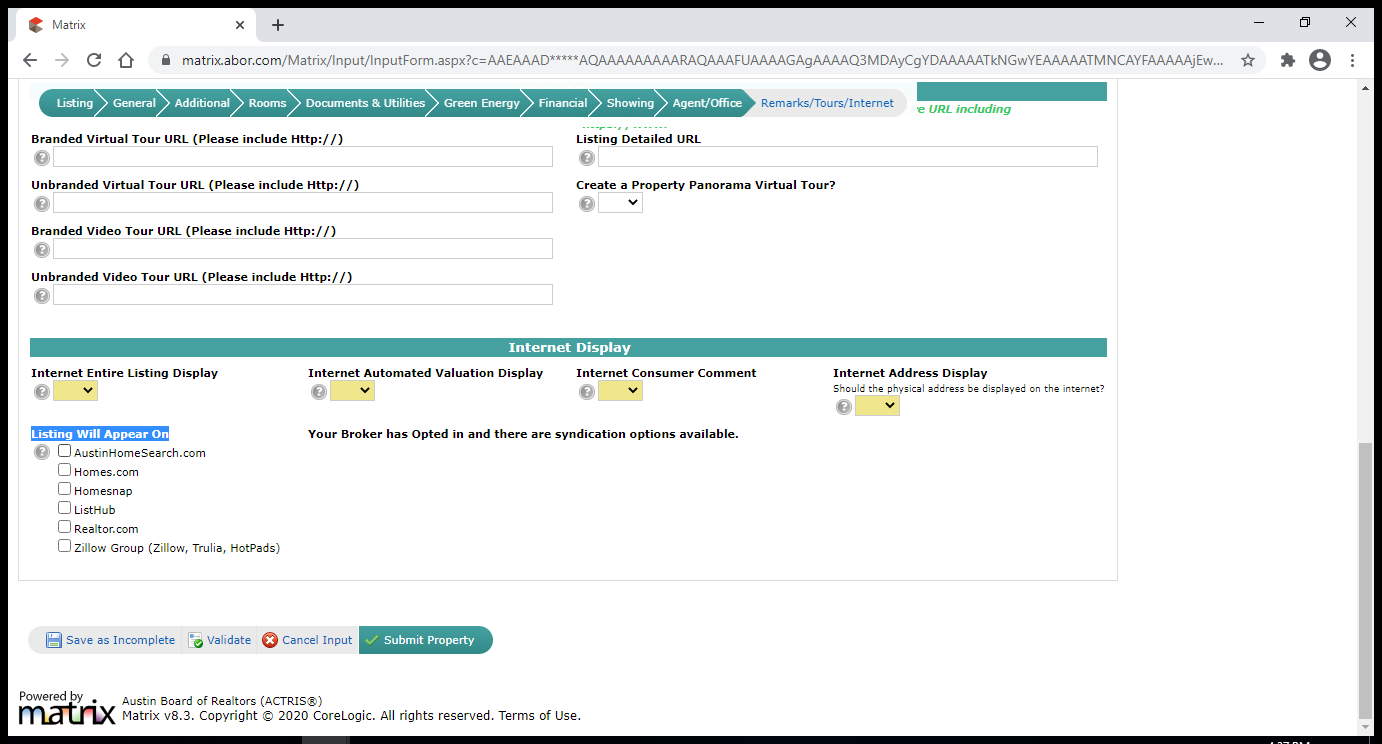 Matrix
matrix.abor.com/Matrix/Input/InputForm.aspx?c=AAEAAAD*****AQAAAAAAAAARAQAAAFUAAAAGAgAAAAQ3MDAyCgYDAAAAATkNGwYEAAAAATMNCAYFAAAAAjEw...
Listing General Additional Rooms Documents & Utilities Green Energy Financial Showing Agent/Office Remarks/Tours/Internet
URL including
Branded Virtual Tour URL (Please include Http://)
Listing Detailed URL
Unbranded Virtual Tour URL (Please include Http://)
Create a Property Panorama Virtual Tour?
Branded Video Tour URL (Please include Http://)
Unbranded Video Tour URL (Please include Http://)
Internet Display
Internet Entire Listing Display
Internet Automated Valuation Display
Internet Consumer Comment
Internet Address Display
Should the physical address be displayed on the internet?
Listing Will Appear On
Your Broker has Opted in and there are syndication options available.
AustinHomeSearch.com
Homes.com
Homesnap
ListHub
Realtor.com
Zillow Group (Zillow, Trulia, HotPads)
Save as Incomplete Validate Cancel Input Submit Property
Powered by
matrix
Austin Board of Realtors (ACTRIS®)
Matrix v8.3. Copyright © 2020 CoreLogic. All rights reserved. Terms of Use.